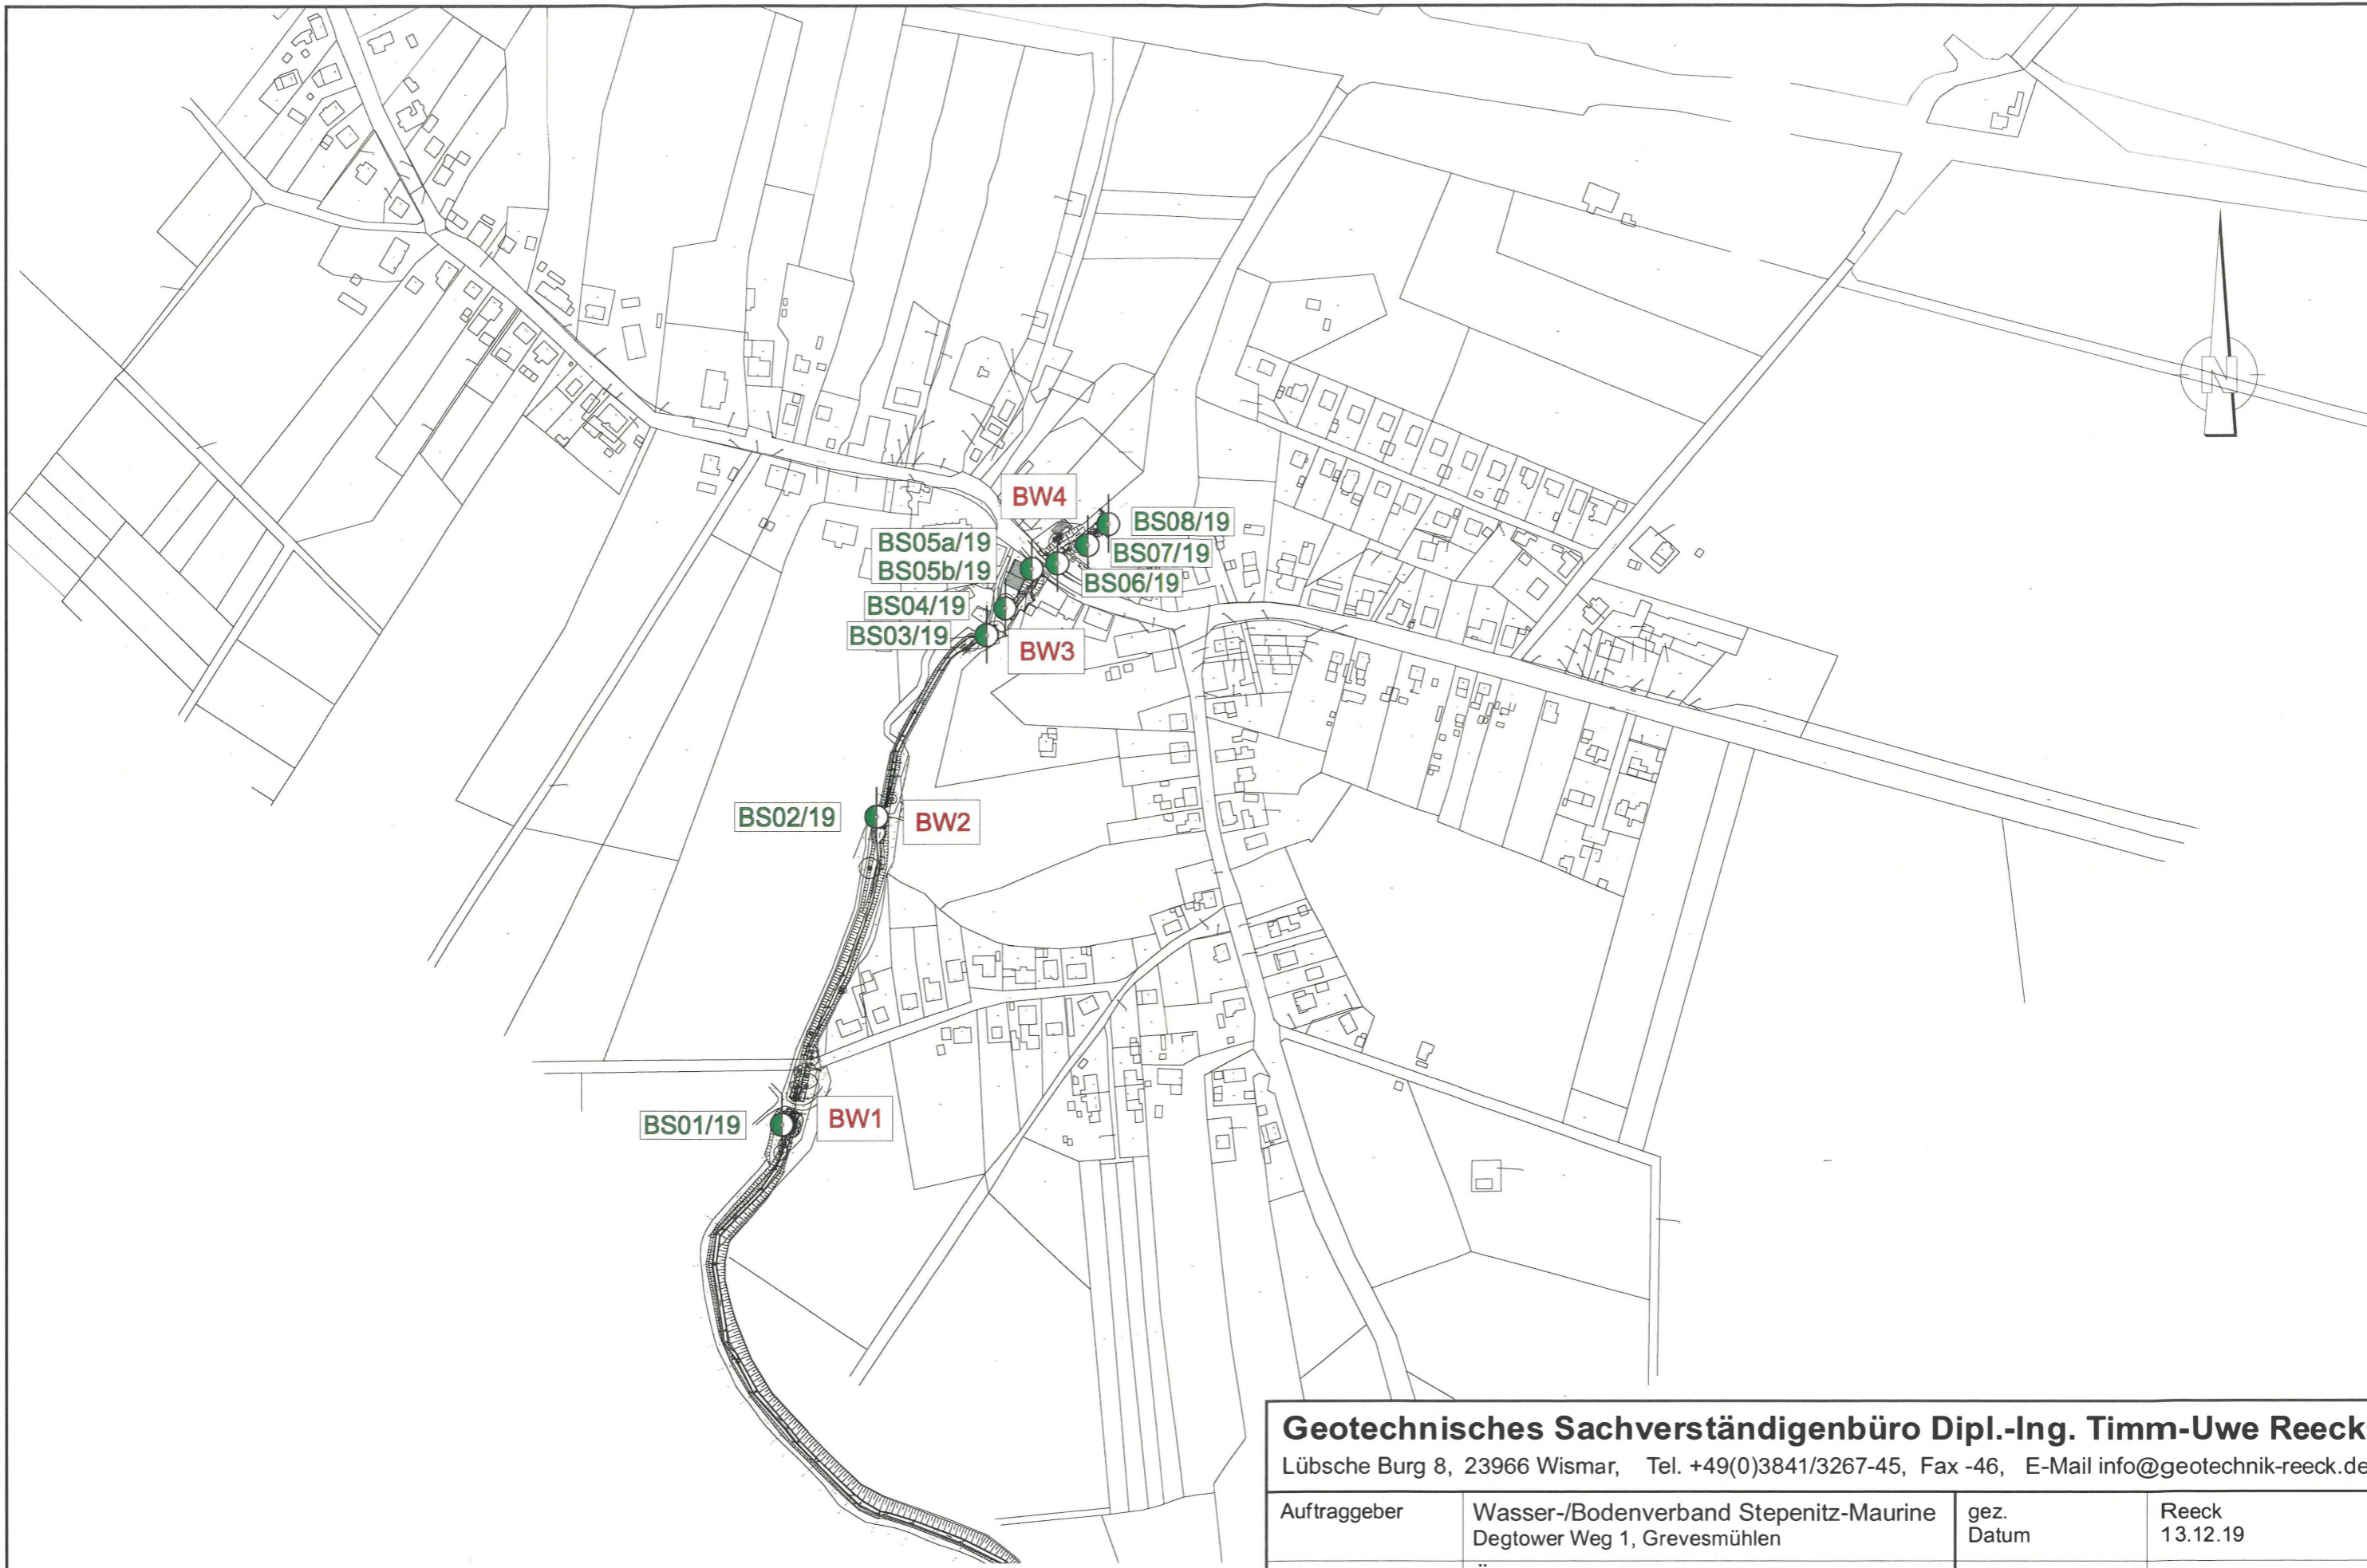 BW4
BS08/19
BS05a/19
BS07/19
BS05b/19
BS06/19
BS04/19
BS03/19
BW3
N
BS02/19
BW2
BS01/19
BW1
Geotechnisches Sachverständigenbüro Dipl.-Ing. Timm-Uwe Reeck
Lübsche Burg 8, 23966 Wismar, Tel. +49(0)3841/3267-45, Fax -46, E-Mail info@geotechnik-reeck.de
Auftraggeber
Wasser-/Bodenverband Stepenitz-Maurine
Degtower Weg 1, Grevesmühlen
gez.
Datum
Reeck
13.12.19